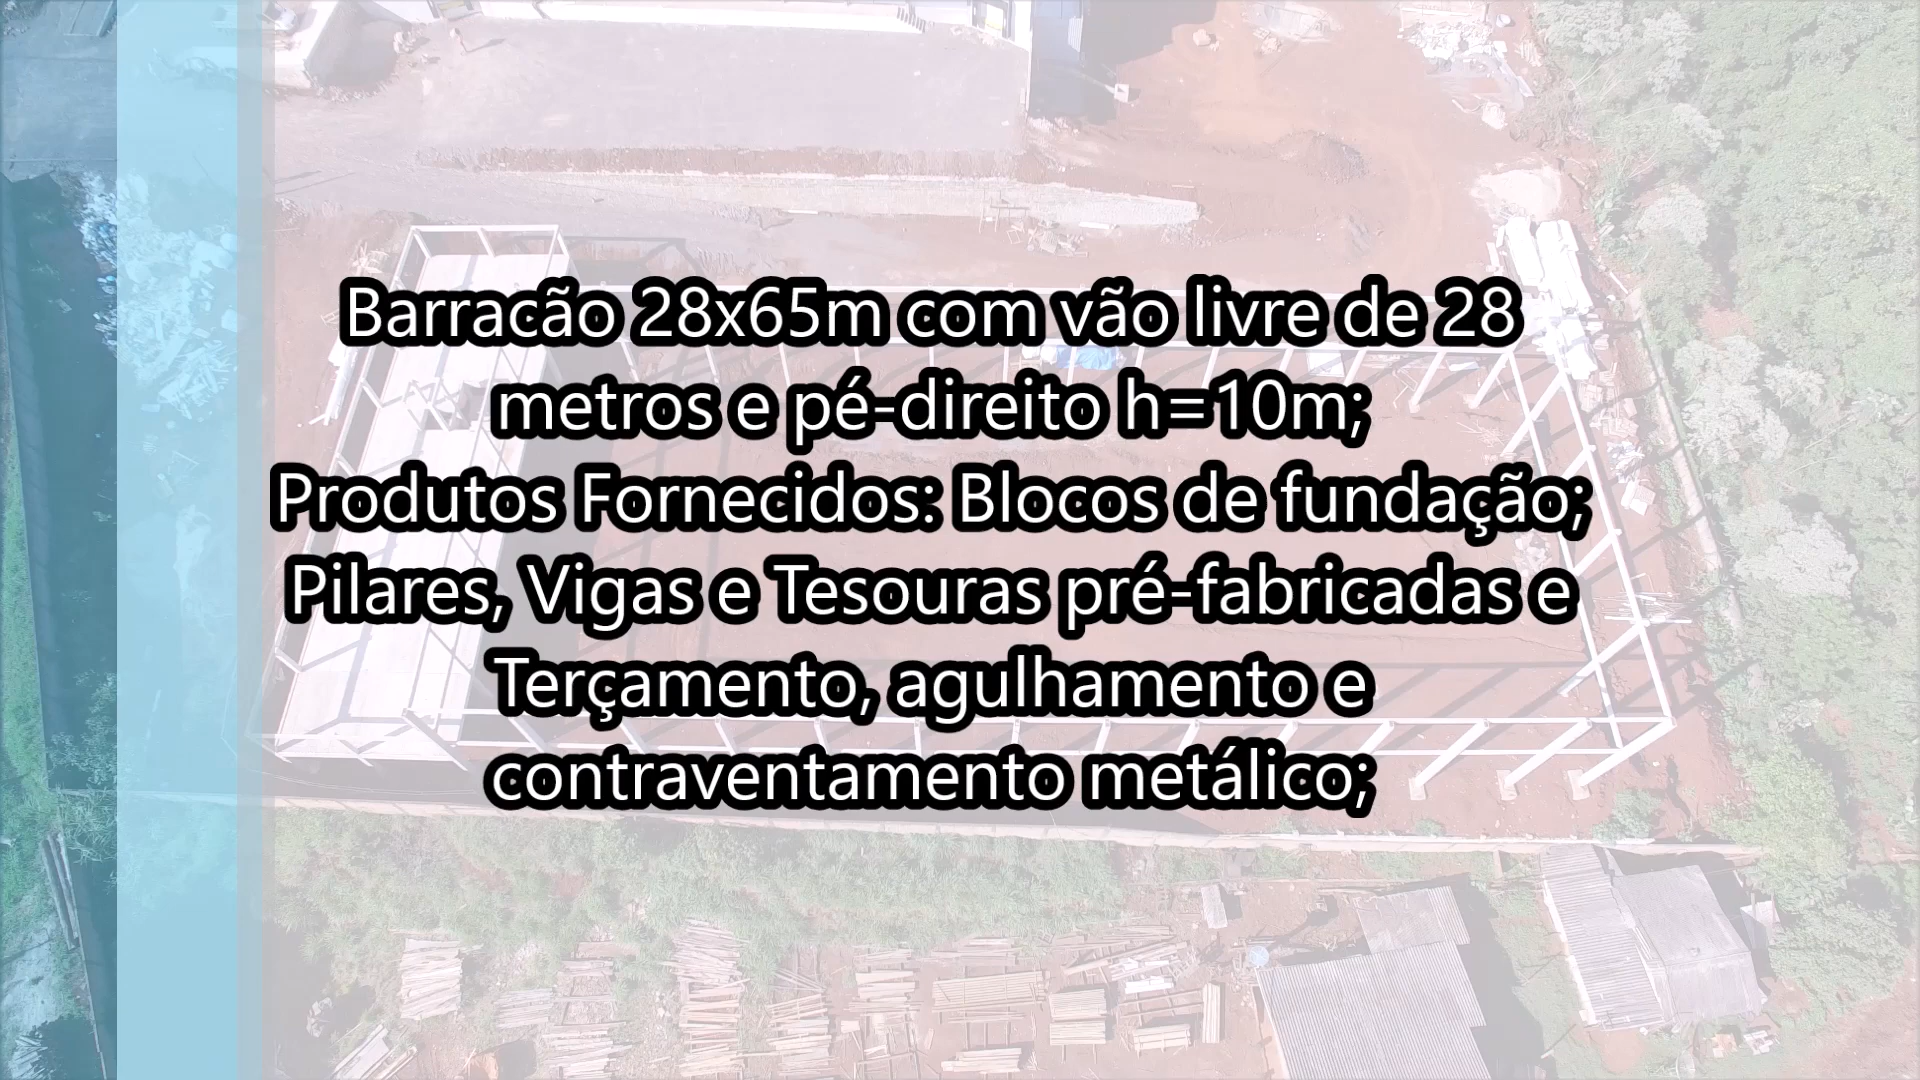 Barracão 28x65m com vão livre de 28
metros e pé-direito h=10m;
Produtos Fornecidos: Blocos de fundação;
Pilares, Vigas e Tesouras pré-fabricadas e
Terçamento, agulhamento e
contraventamento metálico;